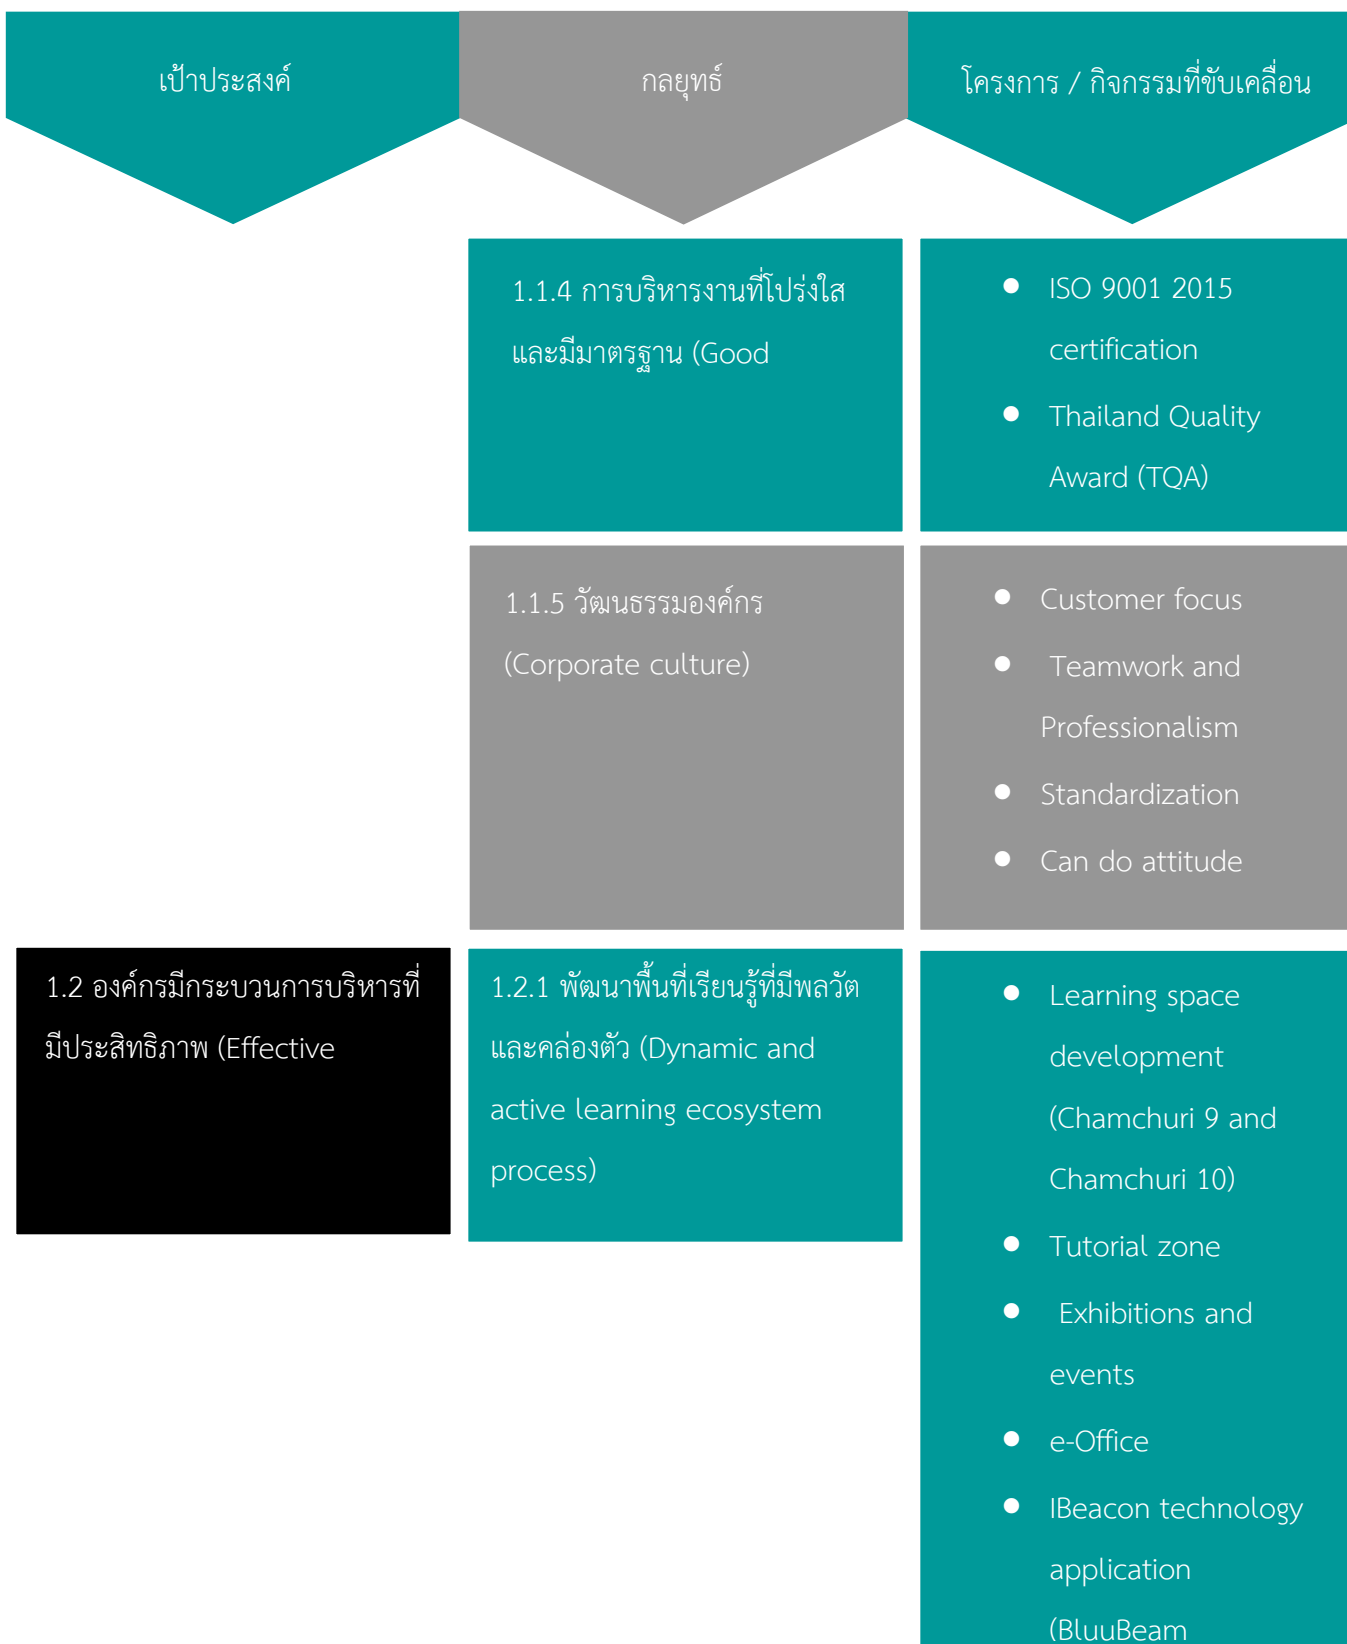 เป้าประสงค์
กลยุทธ์
โครงการ / กิจกรรมที่ขับเคลื่อน
1.1.4 การบริหารงานที่โปร่งใส
และมีมาตรฐาน (Good
● ISO 9001 2015
certification
● Thailand Quality
Award (TQA)
1.1.5 วัฒนธรรมองค์กร
(Corporate culture)
● Customer focus
● Teamwork and
Professionalism
● Standardization
● Can do attitude
1.2 องค์กรมีกระบวนการบริหารที่
มีประสิทธิภาพ (Effective
1.2.1 พัฒนาพื้นที่เรียนรู้ที่มีพลวัต
และคล่องตัว (Dynamic and
active learning ecosystem
process)
● Learning space
development
(Chamchuri 9 and
Chamchuri 10)
● Tutorial zone
● Exhibitions and
events
● e-Office
● IBeacon technology
application
(BluuBeam